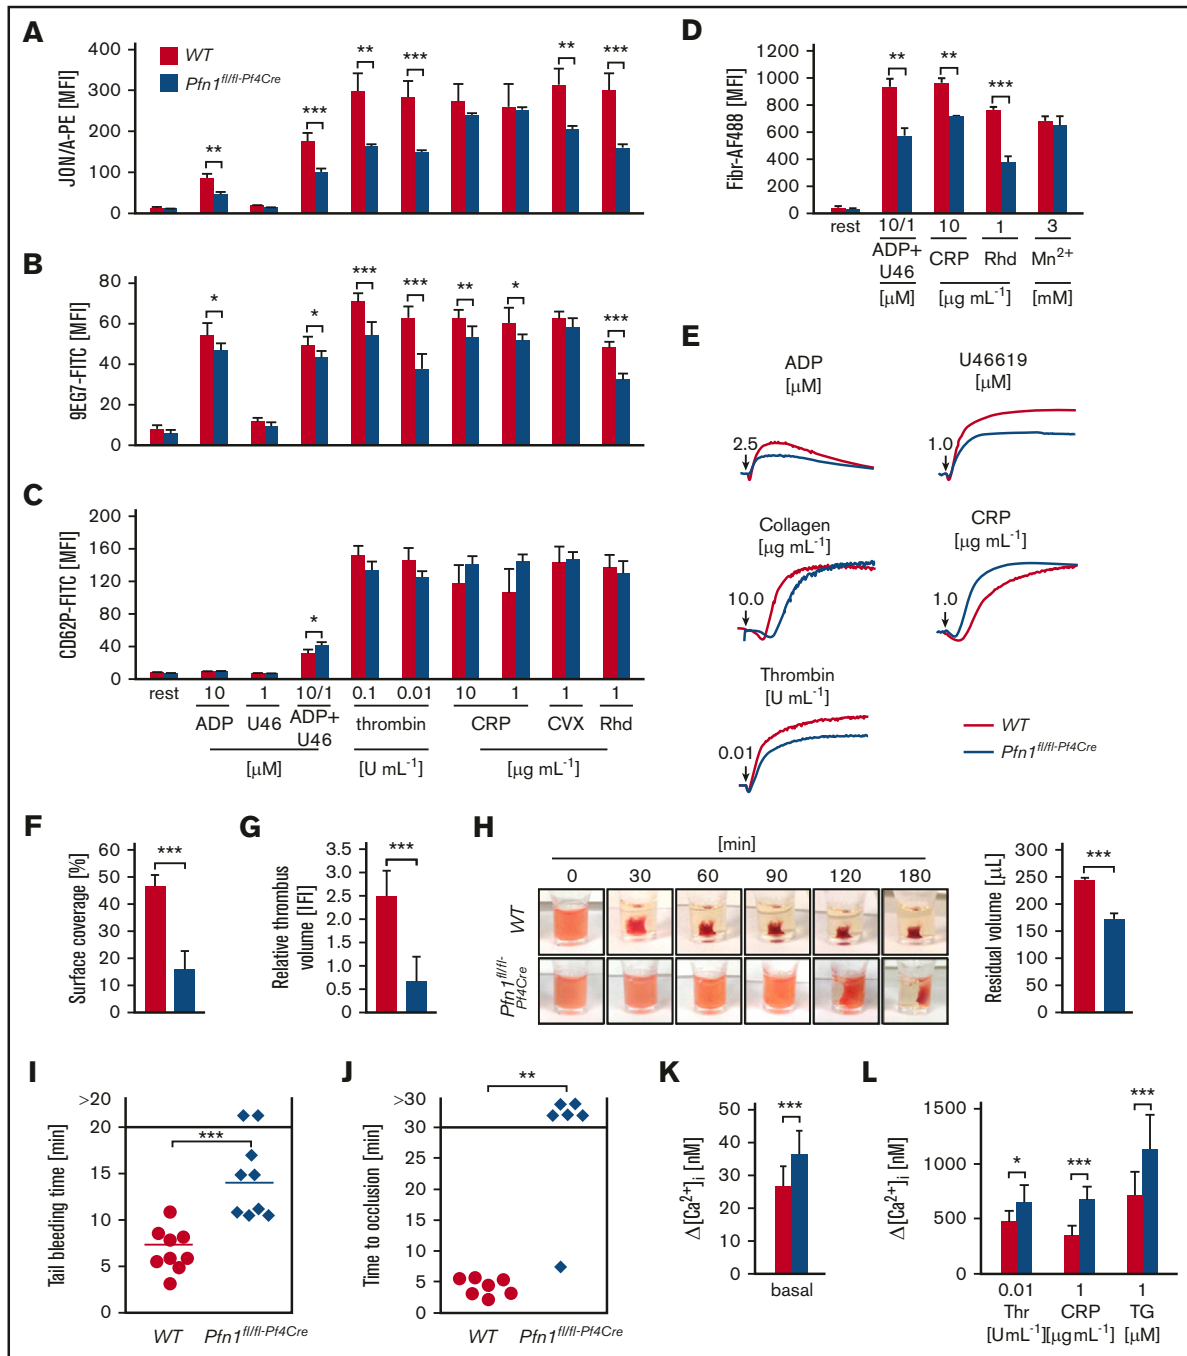 A
JON/A-PE [MFI]
400
300
200
100
0
WT
Pfn1fl/fl-Pf4Cre
**
***
**
***
**
***
B
9EG7-FITC [MFI]
80
60
40
20
0
*
*
***
***
**
*
***
C
CD62P-FITC [MFI]
200
160
120
80
40
0
*
rest 10 1 10/1 0.1 0.01 10 1 1 1
ADP U46 ADP+ U46 thrombin CRP CVX Rhd
[µM] [U mL-1] [µg mL-1]
D
Fibr-AF488 [MFI]
1200
1000
800
600
400
200
0
**
**
***
rest 10/1 10 1 3
ADP+ U46 CRP Rhd Mn2+
[µM] [µg mL-1] [mM]
E
ADP
[µM]
2.5
U46619
[µM]
1.0
Collagen
[µg mL-1]
10.0
CRP
[µg mL-1]
1.0
Thrombin
[U mL-1]
0.01
WT
Pfn1fl/fl-Pf4Cre
F
Surface coverage [%]
60
50
40
30
20
10
0
***
G
Relative thrombus
volume [IFI]
3.5
3.0
2.5
2.0
1.5
1.0
0.5
0
***
H
[min]
0 30 60 90 120 180
WT
Pfn1fl/fl-
Pf4Cre
Residual volume [µL]
300
250
200
150
100
50
0
***
I
Tail bleeding time [min]
>20
20
15
10
5
0
***
WT Pfn1fl/fl-Pf4Cre
J
Time to occlusion [min]
>30
30
25
20
15
10
5
0
**
WT Pfn1fl/fl-Pf4Cre
K
Δ[Ca2+]i [nM]
50
40
30
20
10
0
***
basal
L
Δ[Ca2+]i [nM]
1500
1000
500
0
*
***
***
0.01 1 1
Thr CRP TG
[UmL-1] [µg mL-1] [µM]